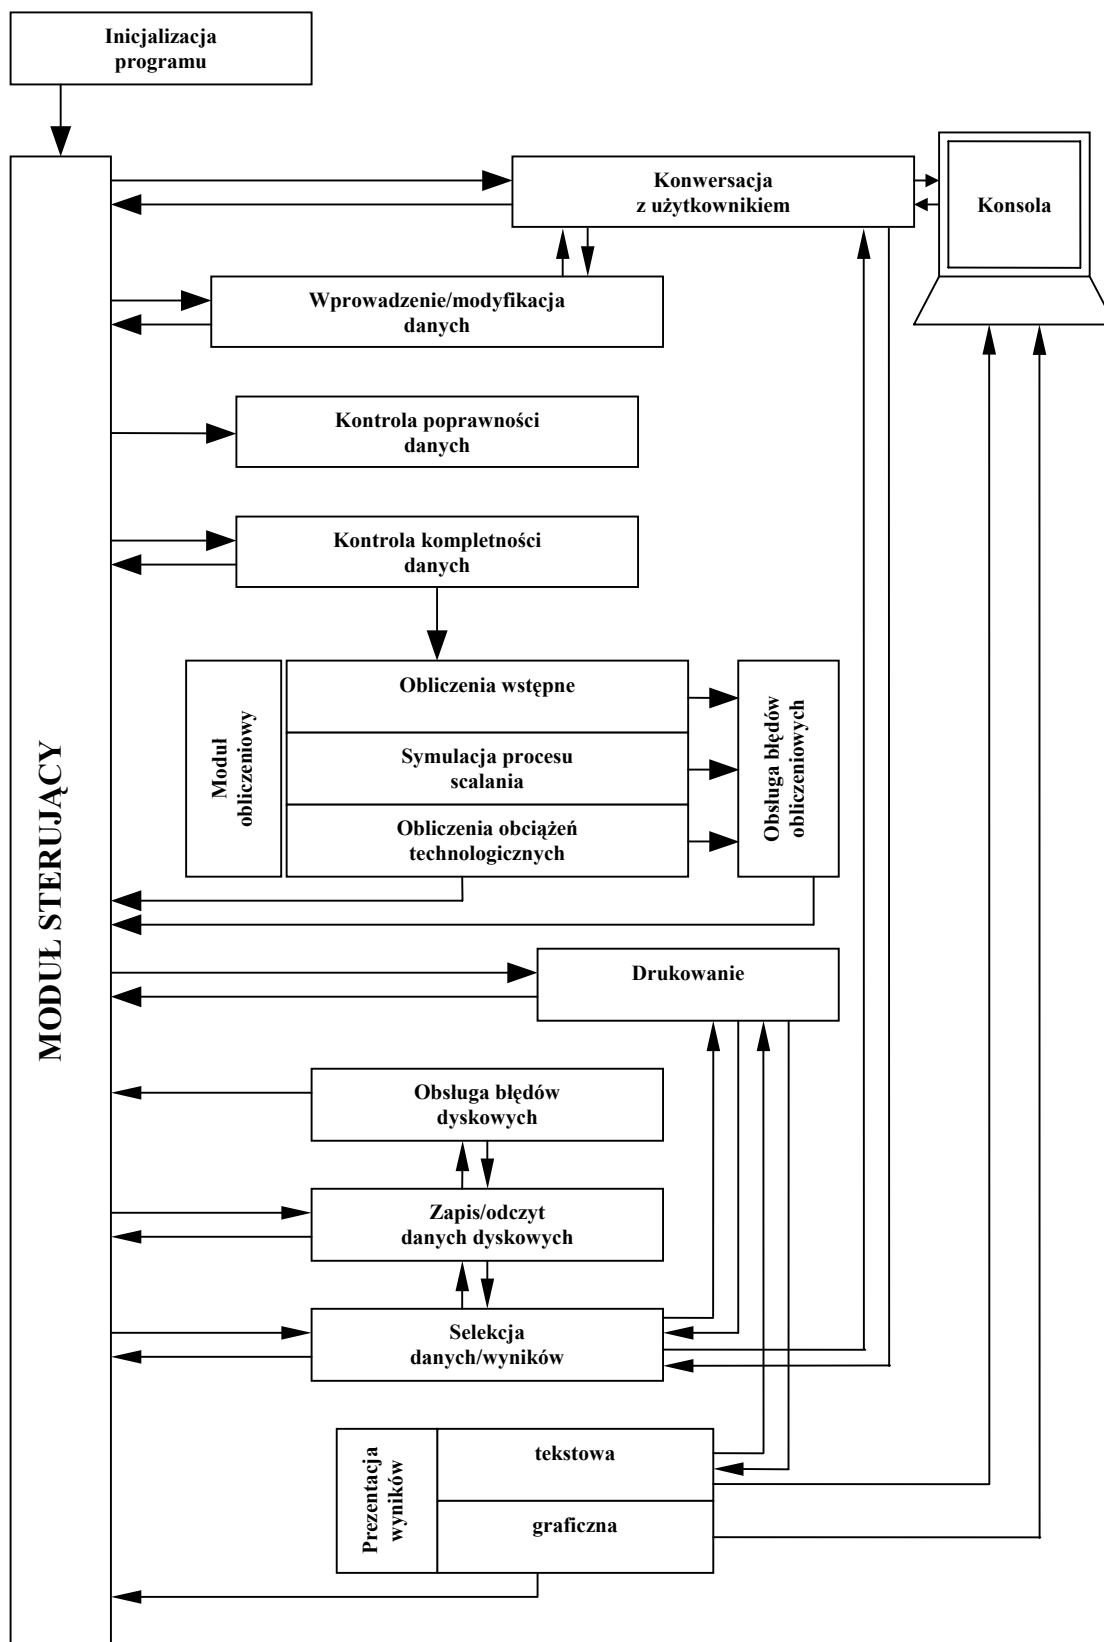 Inicjalizacja
programu
Konwersacja
z użytkownikiem
Konsola
Wprowadzenie/modyfikacja
danych
Kontrola poprawności
danych
Kontrola kompletności
danych
Moduł
obliczeniowy
Obliczenia wstępne
Symulacja procesu
scalania
Obliczenia obciążeń
technologicznych
Obsługa błędów
obliczeniowych
MODUŁ STERUJĄCY
Drukowanie
Obsługa błędów
dyskowych
Zapis/odczyt
danych dyskowych
Selekcja
danych/wyników
Prezentacja
wyników
tekstowa
graficzna